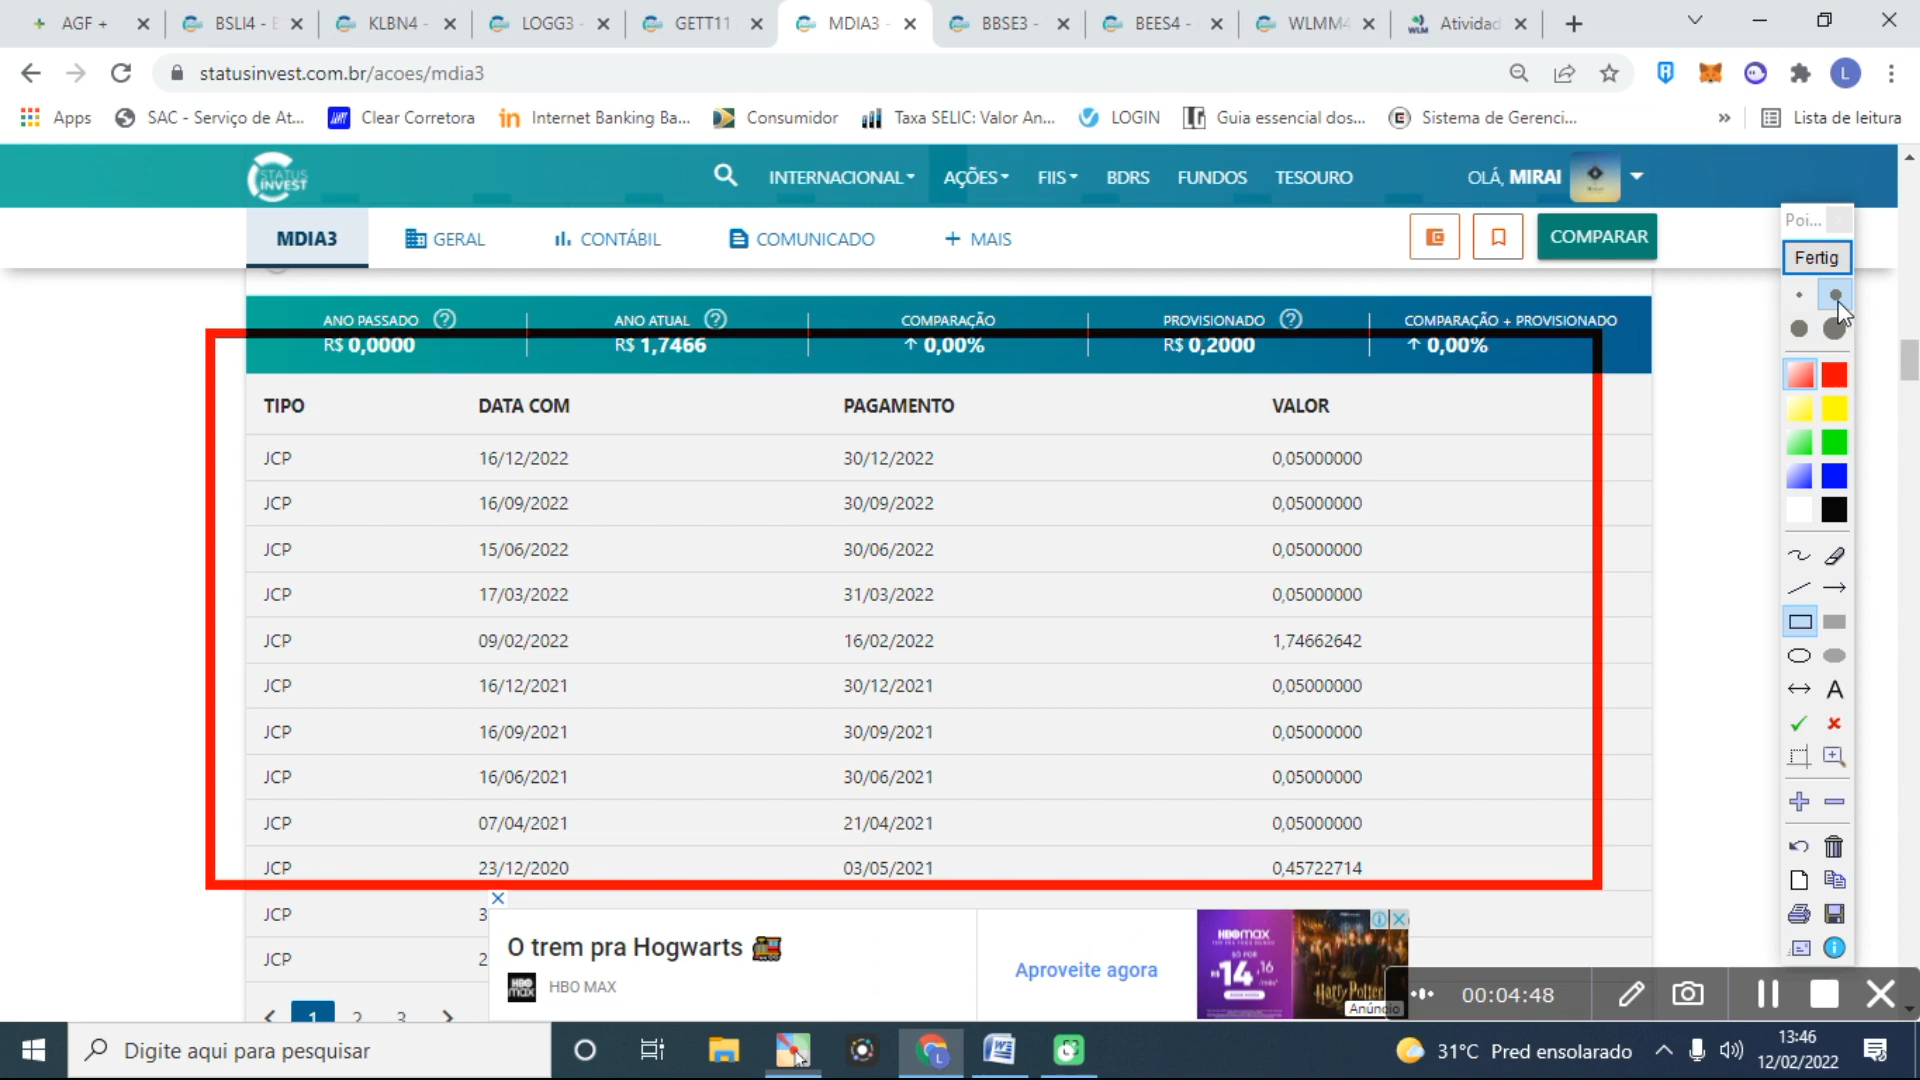 AGF +
BSLI4 - E
KLBN4 -
LOGG3 -
GETT11
MDIA3 -
BBSE3 -
BEES4 -
WLMM4
Atividad
statusinvest.com.br/acoes/mdia3
L
Apps
SAC - Serviço de At...
Clear Corretora
Internet Banking Ba...
Consumidor
Taxa SELIC: Valor An...
LOGIN
Guia essencial dos...
Sistema de Gerenci...
»
Lista de leitura
STATUS
INVEST
INTERNACIONAL
AÇÕES
FIIS
BDRS
FUNDOS
TESOURO
OLÁ, MIRAI
MDIA3
GERAL
CONTÁBIL
COMUNICADO
+ MAIS
COMPARAR
Poi...
Fertig
ANO PASSADO
R$ 0,0000
ANO ATUAL
R$ 1,7466
COMPARAÇÃO
↑ 0,00%
PROVISIONADO
R$ 0,2000
COMPARAÇÃO + PROVISIONADO
↑ 0,00%
TIPO DATA COM PAGAMENTO VALOR
JCP 16/12/2022 30/12/2022 0,05000000
JCP 16/09/2022 30/09/2022 0,05000000
JCP 15/06/2022 30/06/2022 0,05000000
JCP 17/03/2022 31/03/2022 0,05000000
JCP 09/02/2022 16/02/2022 1,74662642
JCP 16/12/2021 30/12/2021 0,05000000
JCP 16/09/2021 30/09/2021 0,05000000
JCP 16/06/2021 30/06/2021 0,05000000
JCP 07/04/2021 21/04/2021 0,05000000
JCP 23/12/2020 03/05/2021 0,45722714
JCP 3
JCP 2
1 2 3
O trem pra Hogwarts
HBO MAX
Aproveite agora
HBOMAX
14,16
Harry Potter
Anúncio
00:04:48
Digite aqui para pesquisar
31°C Pred ensolarado
13:46
12/02/2022